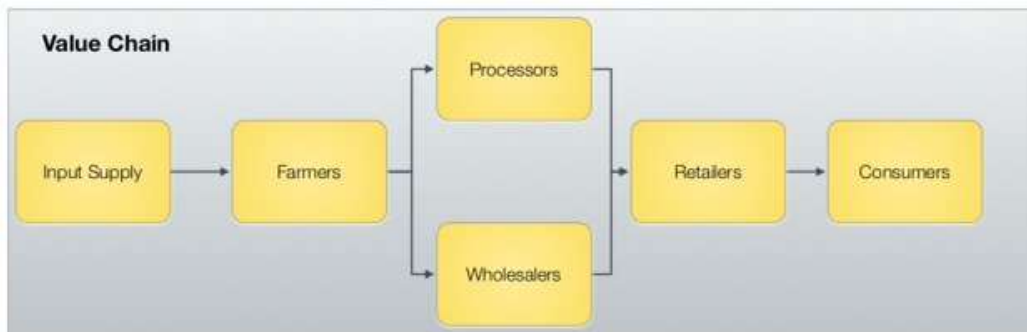 Value Chain
Processors
Input Supply
Farmers
Retailers
Consumers
Wholesalers